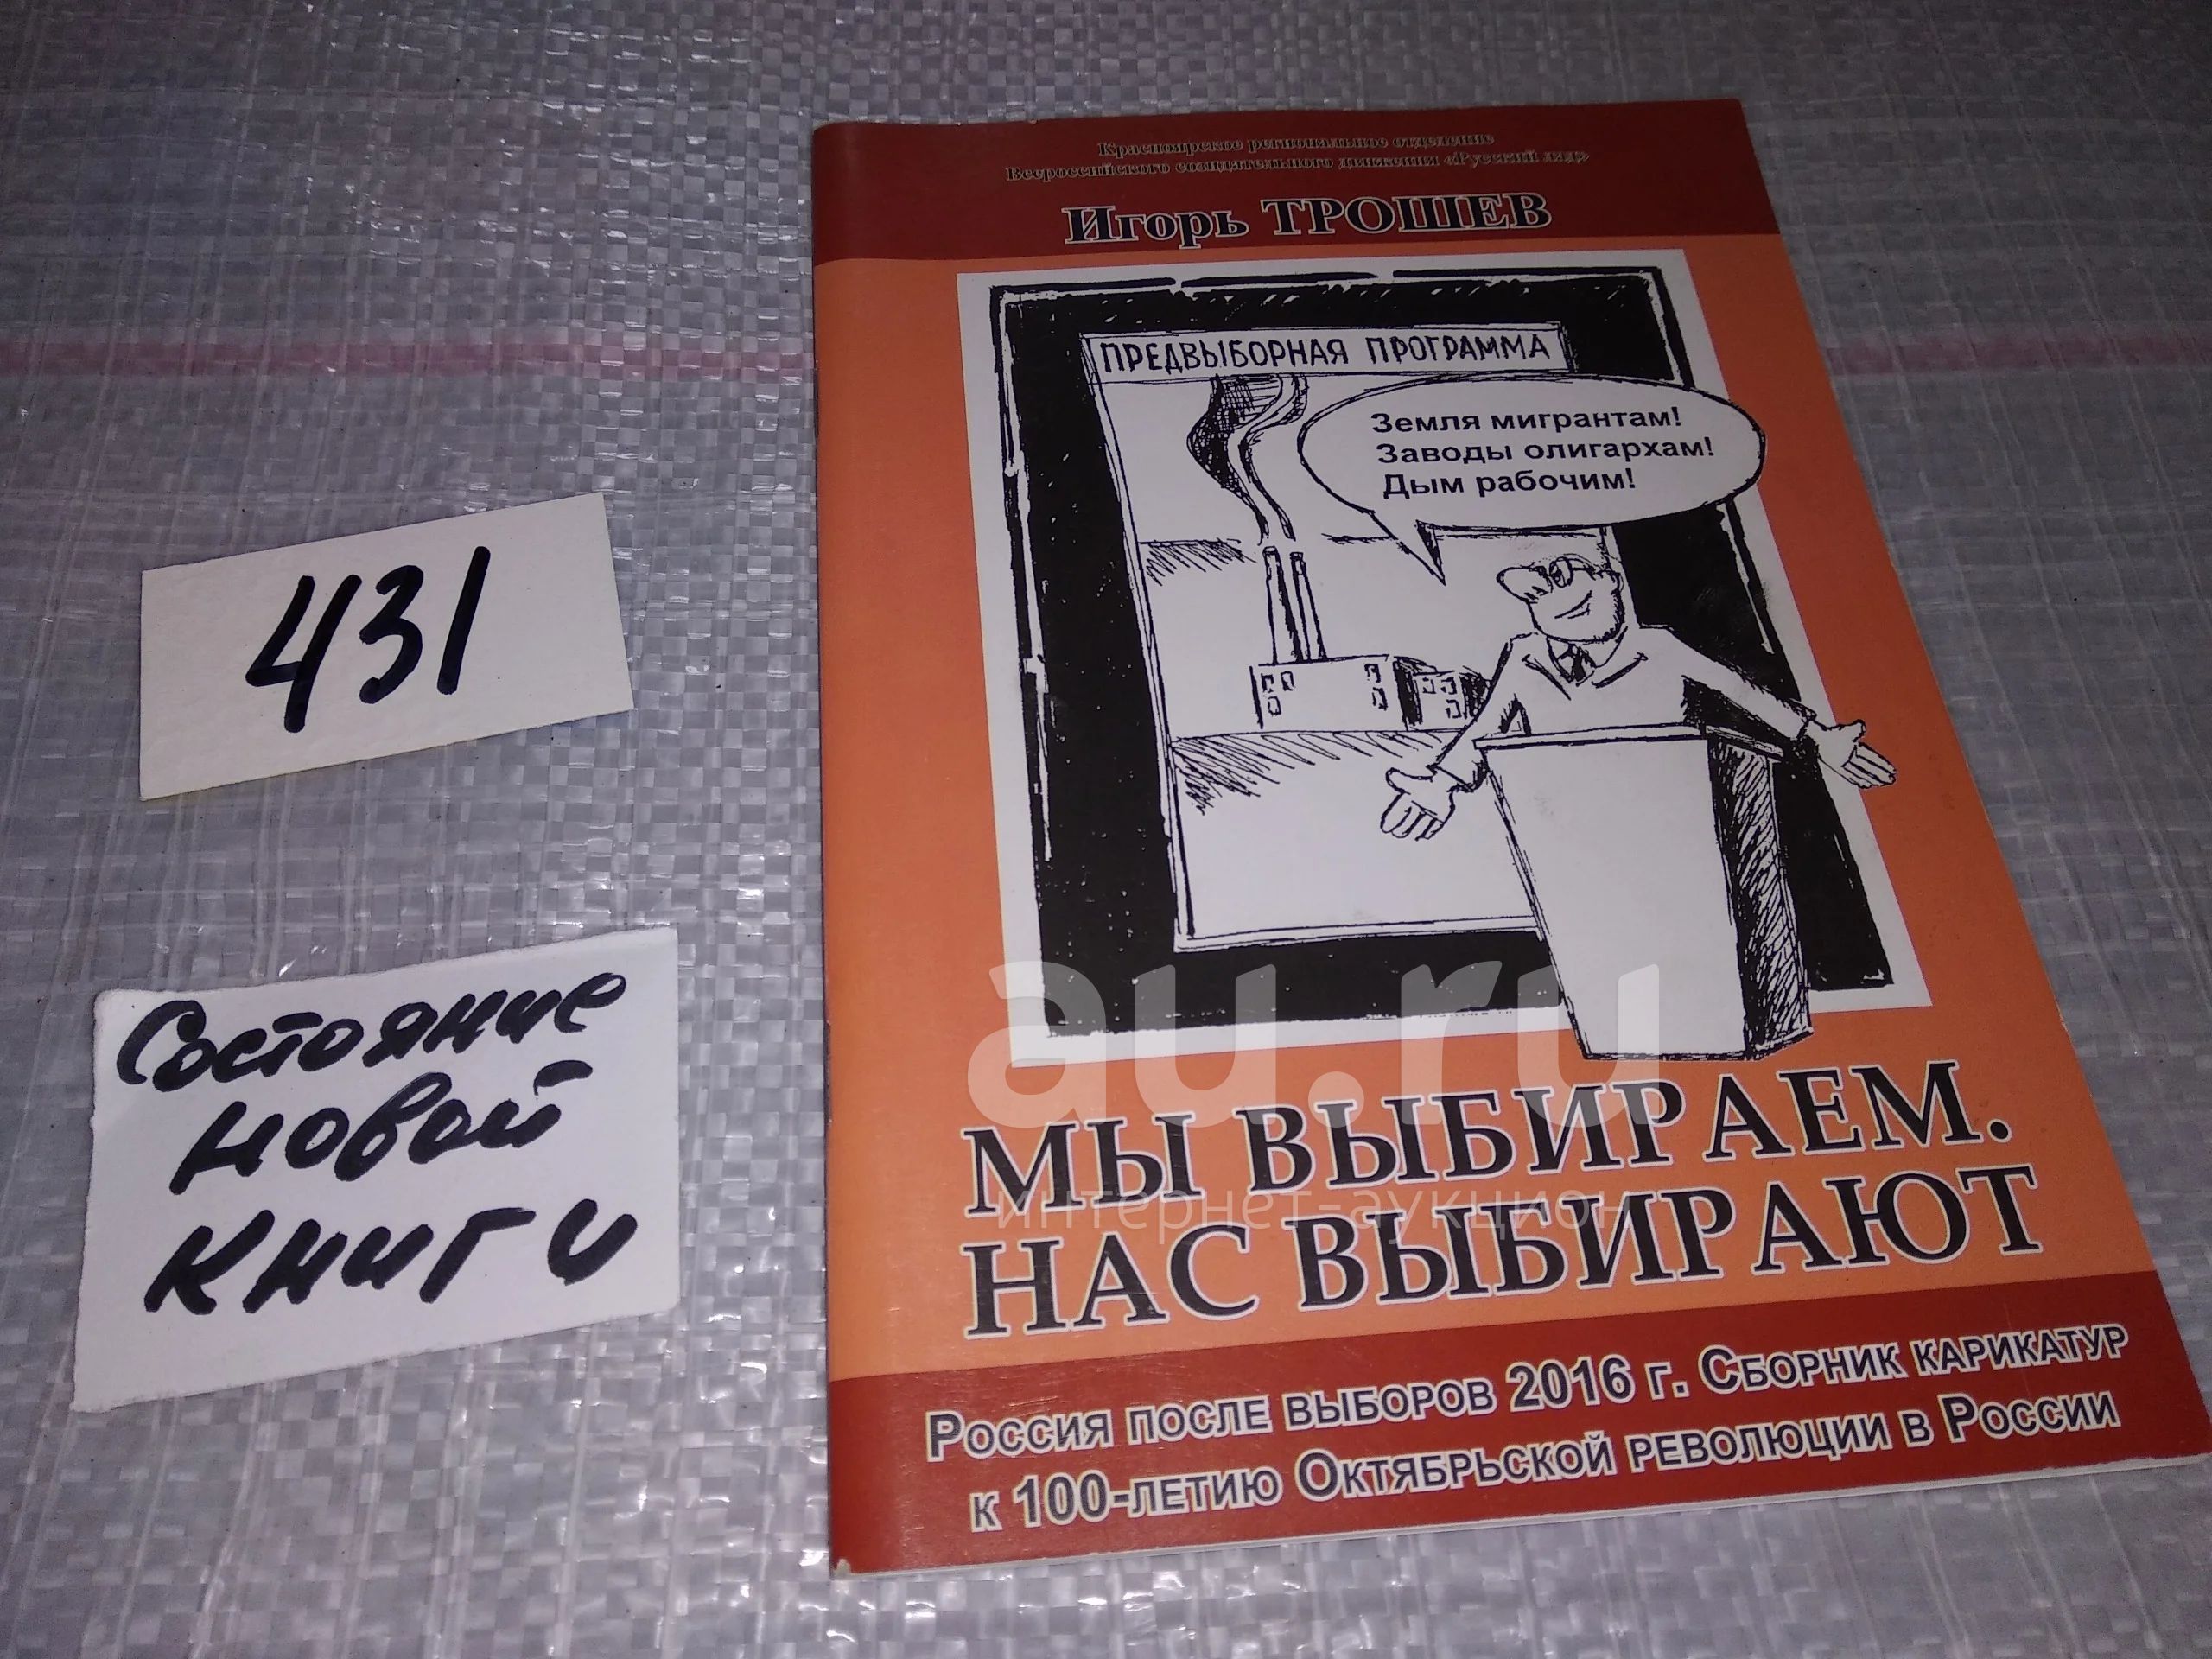 431
Состояние
новой
книги
Красноярское региональное отделение
Всероссийского созидательного движения «Русский лад»
Игорь ТРОШЕВ
ПРЕДВЫБОРНАЯ ПРОГРАММА
Земля мигрантам!
Заводы олигархам!
Дым рабочим!
au.ru
интернет-аукцион
МЫ ВЫБИРАЕМ.
НАС ВЫБИРАЮТ
Россия после выборов 2016 г. Сборник карикатур
к 100-летию Октябрьской революции в России